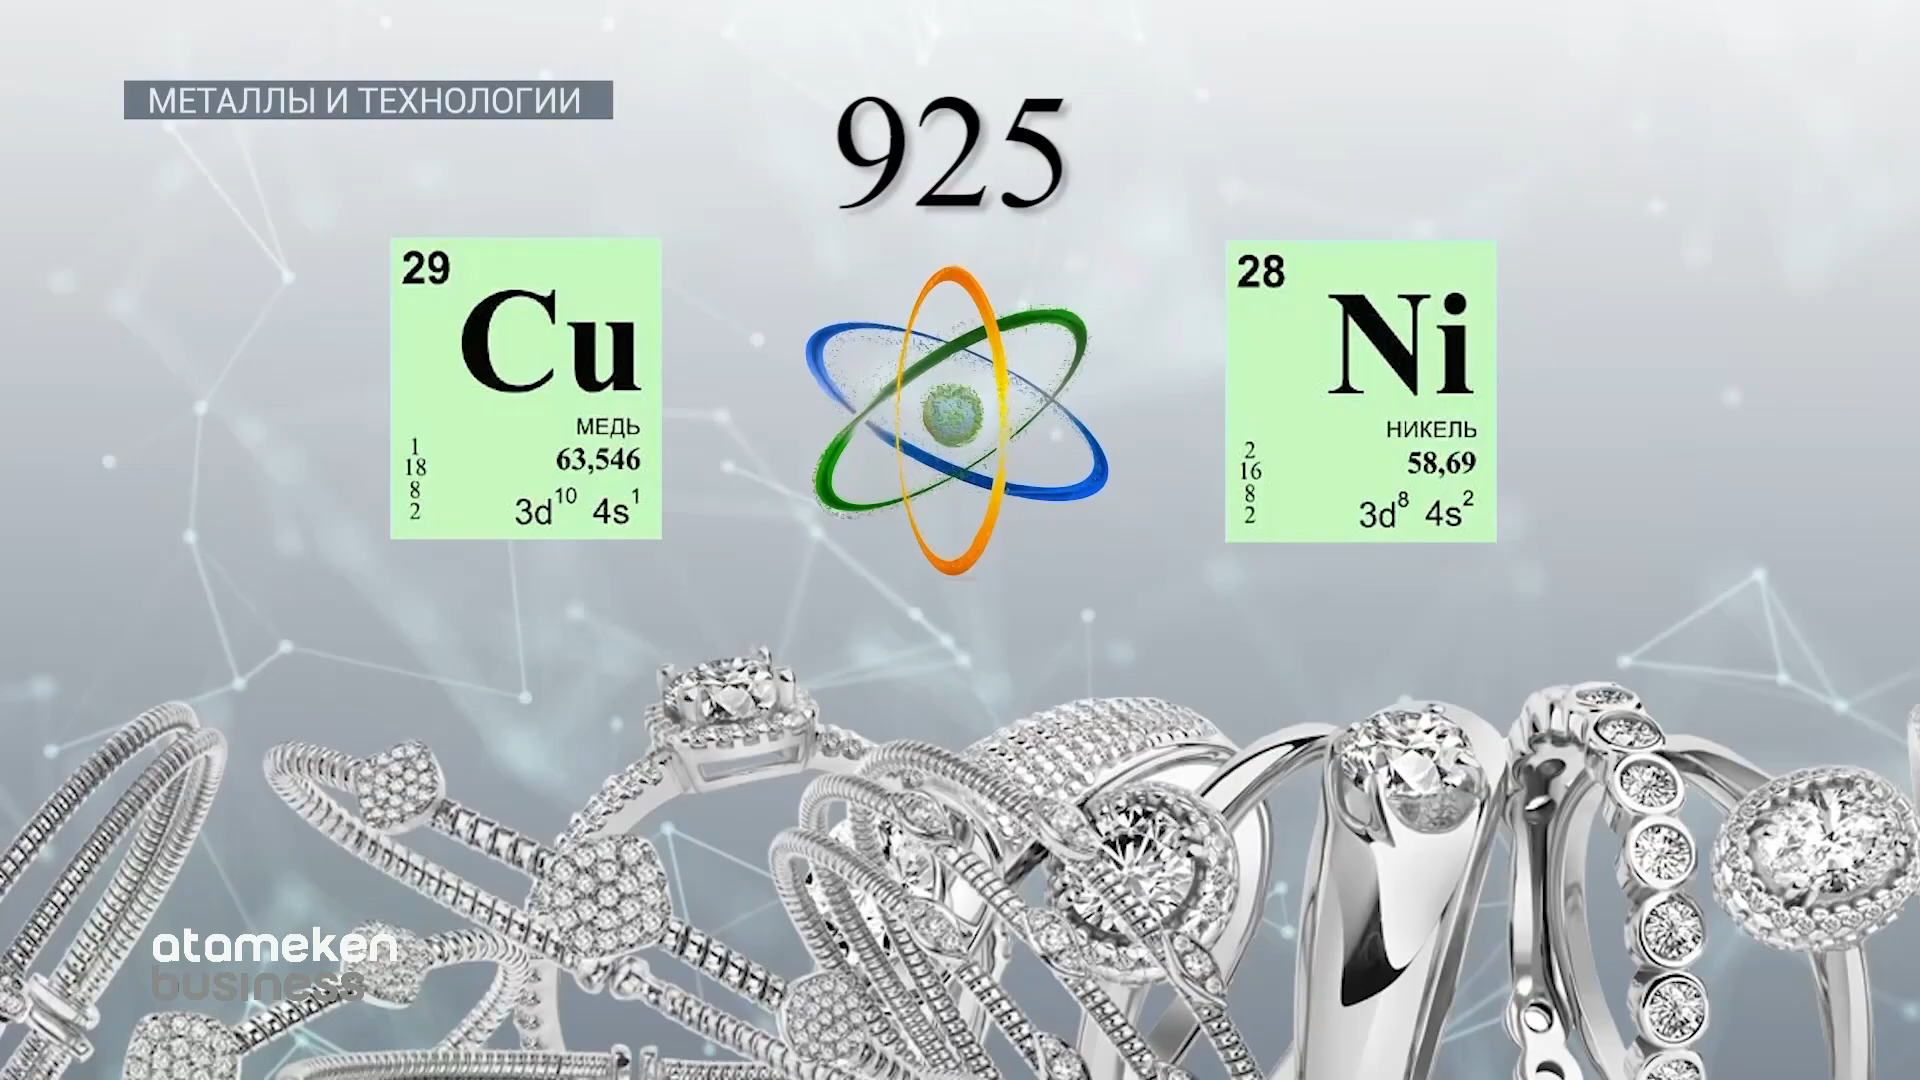 МЕТАЛЛЫ И ТЕХНОЛОГИИ
925
29
Cu
МЕДЬ
63,546
1
18
8
2
3d¹⁰ 4s¹
28
Ni
НИКЕЛЬ
58,69
2
16
8
2
3d⁸ 4s²
atameken
business